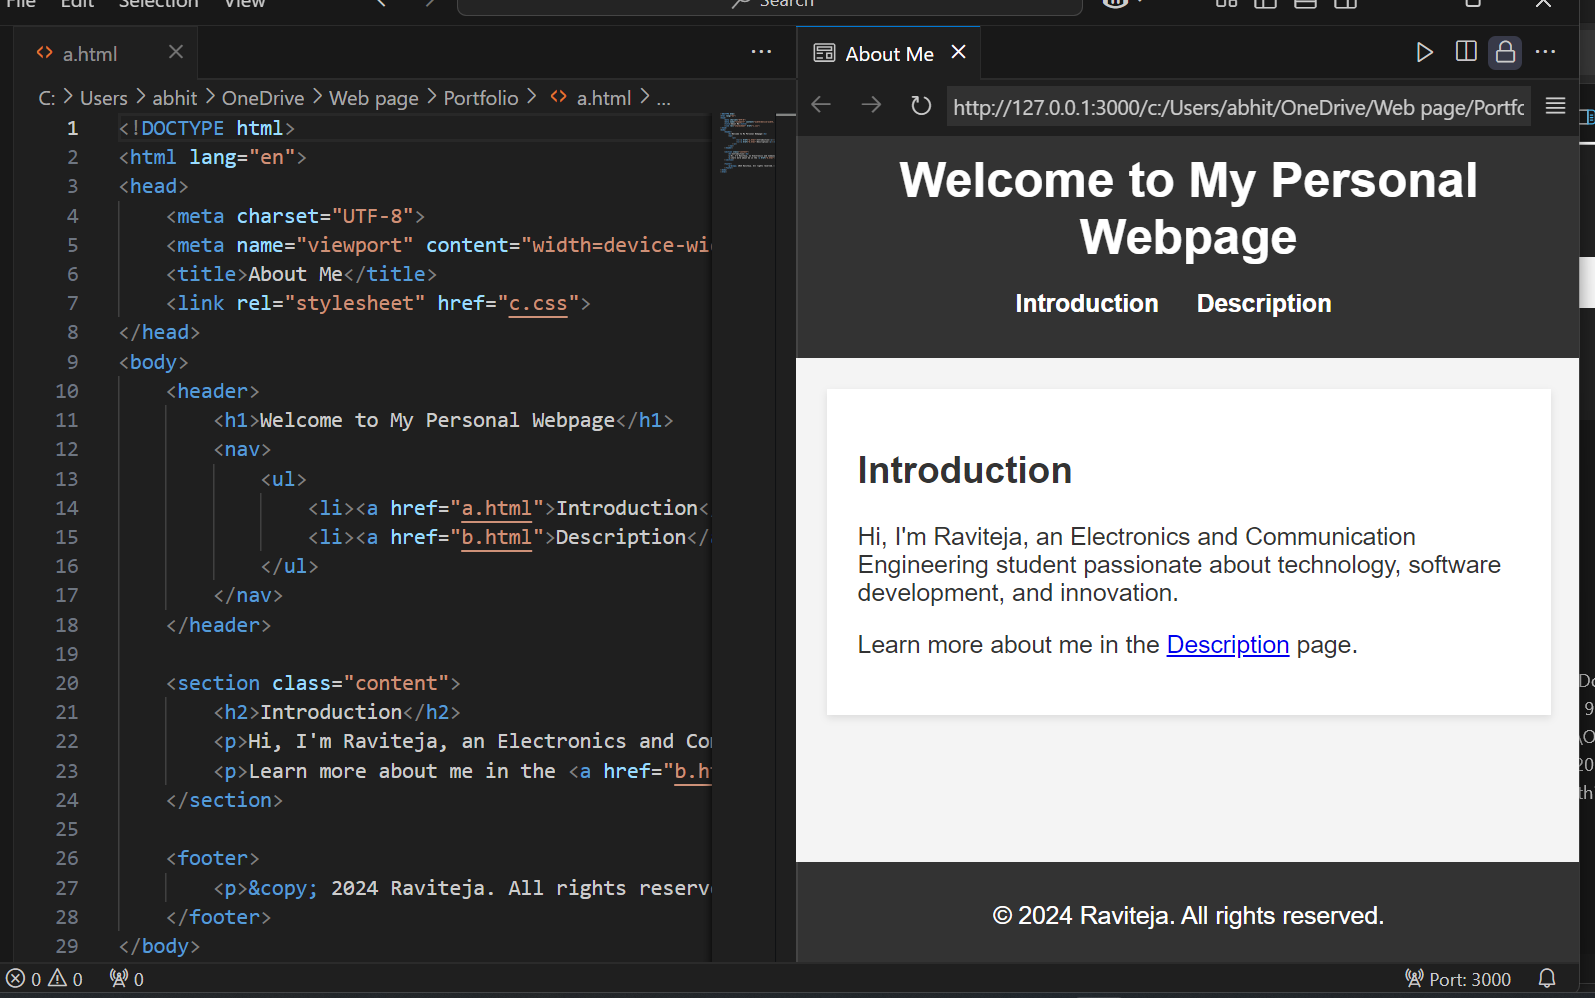 File Edit Selection View
Search
a.html
C: > Users > abhit > OneDrive > Web page > Portfolio > a.html > ...
1 <!DOCTYPE html>
2 <html lang="en">
3 <head>
4 <meta charset="UTF-8">
5 <meta name="viewport" content="width=device-wi
6 <title>About Me</title>
7 <link rel="stylesheet" href="c.css">
8 </head>
9 <body>
10 <header>
11 <h1>Welcome to My Personal Webpage</h1>
12 <nav>
13 <ul>
14 <li><a href="a.html">Introduction<
15 <li><a href="b.html">Description</
16 </ul>
17 </nav>
18 </header>
19
20 <section class="content">
21 <h2>Introduction</h2>
22 <p>Hi, I'm Raviteja, an Electronics and Co
23 <p>Learn more about me in the <a href="b.h
24 </section>
25
26 <footer>
27 <p>&copy; 2024 Raviteja. All rights reserv
28 </footer>
29 </body>
About Me
http://127.0.0.1:3000/c:/Users/abhit/OneDrive/Web page/Portfo
Welcome to My Personal
Webpage
Introduction Description
Introduction
Hi, I'm Raviteja, an Electronics and Communication
Engineering student passionate about technology, software
development, and innovation.
Learn more about me in the Description page.
© 2024 Raviteja. All rights reserved.
0 0 0
Port: 3000